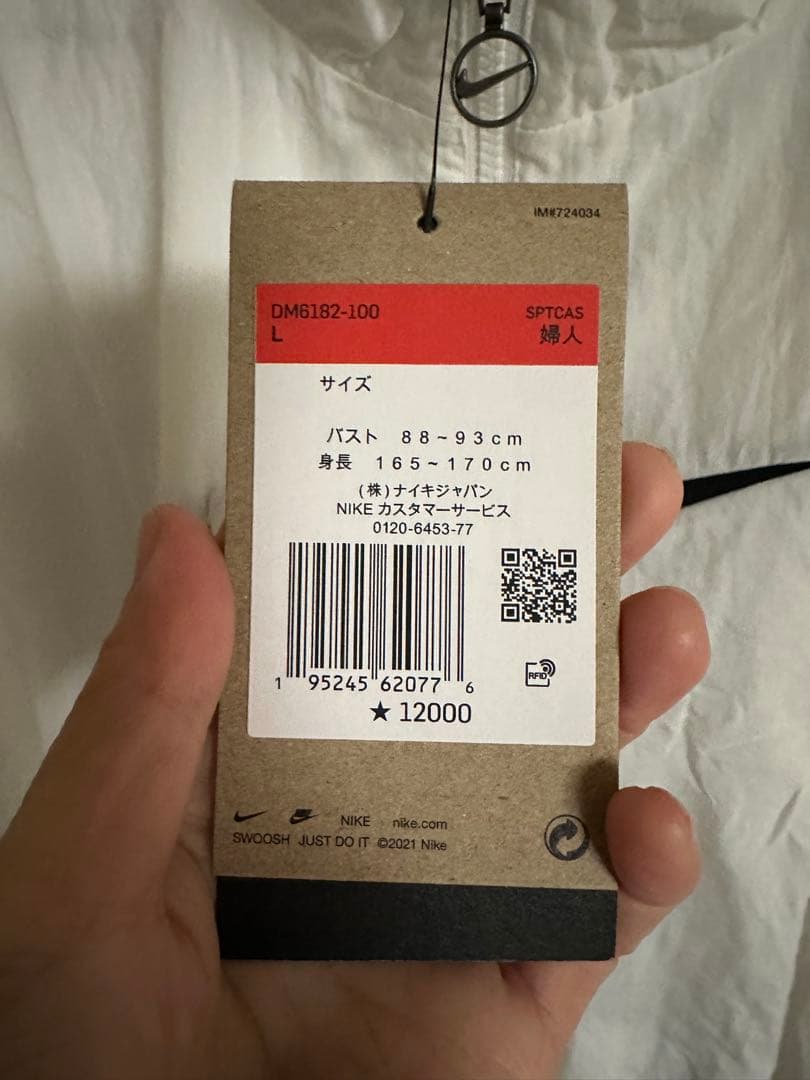 IM#724034
DM6182-100 SPTCAS
L 婦人
サイズ
バスト 88~93cm
身長 165~170cm
(株)ナイキジャパン
NIKE カスタマーサービス
0120-6453-77
RFID
1 95245 62077 6
★ 12000
NIKE nike.com
SWOOSH JUST DO IT ©2021 Nike